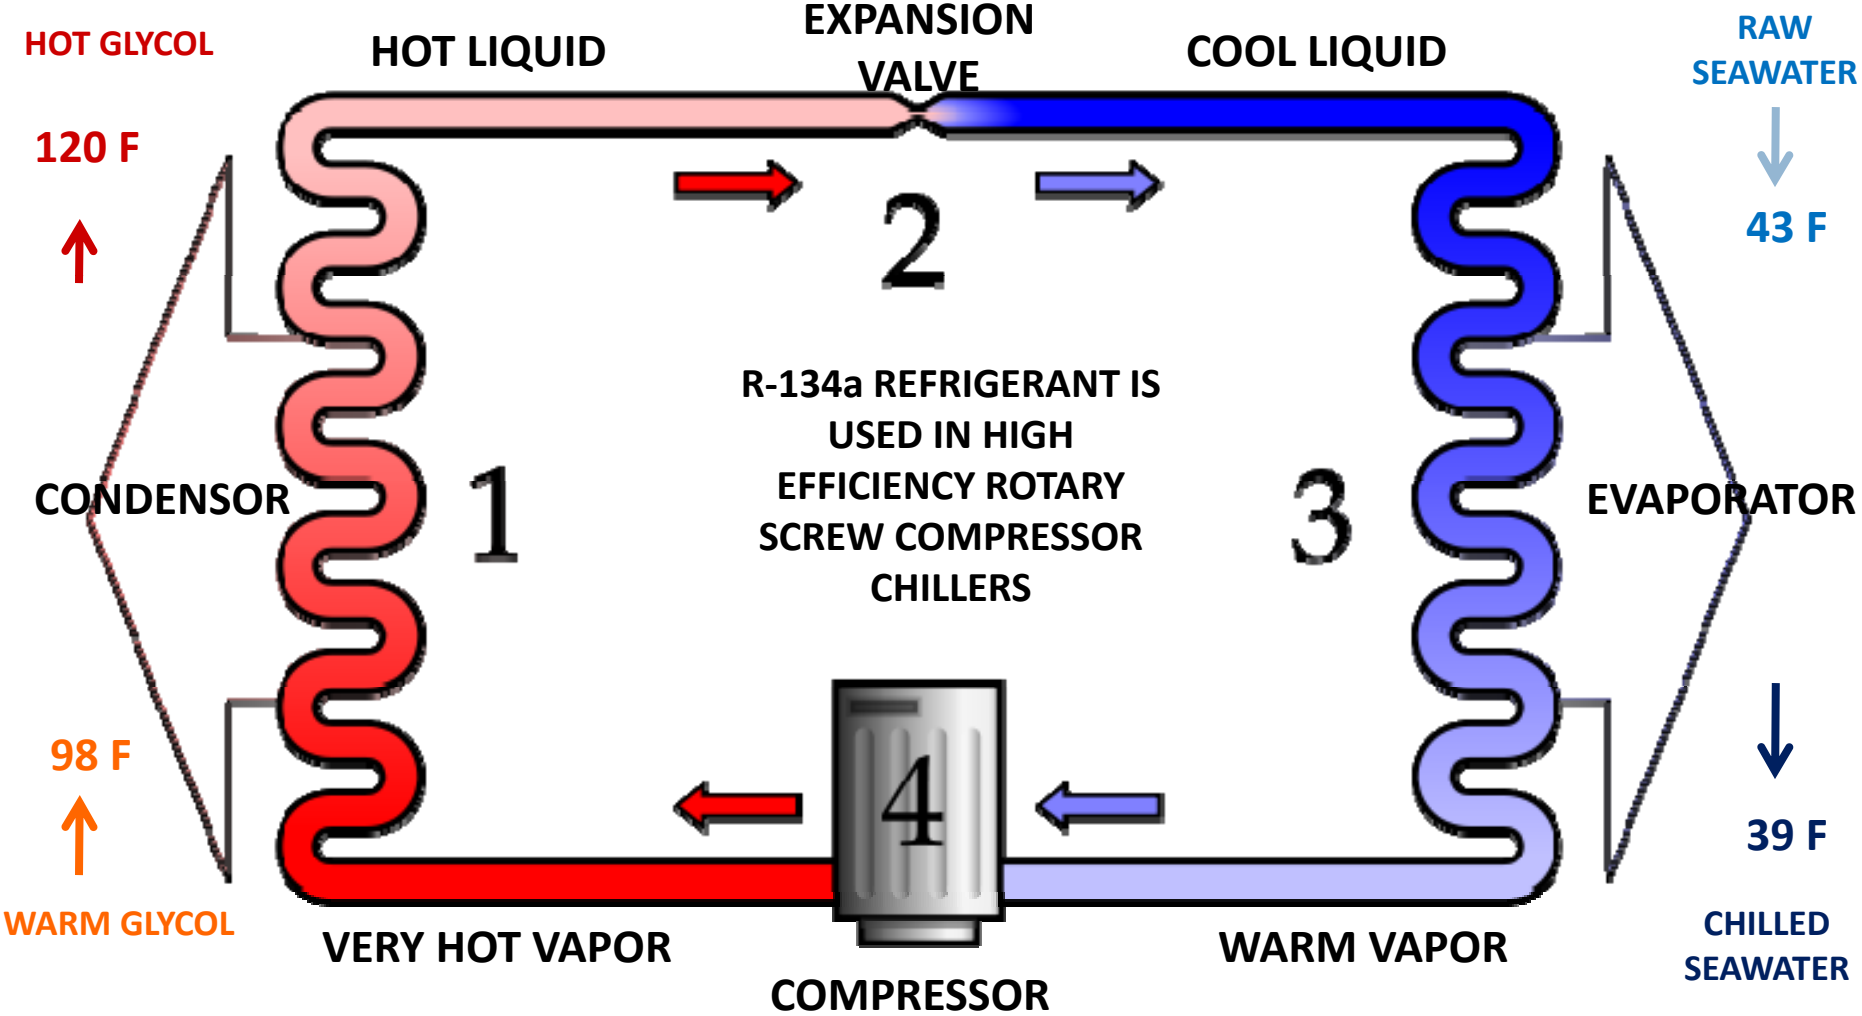 HOT GLYCOL
120 F
HOT LIQUID
EXPANSION
VALVE
COOL LIQUID
RAW
SEAWATER
43 F
2
R-134a REFRIGERANT IS
USED IN HIGH
EFFICIENCY ROTARY
SCREW COMPRESSOR
CHILLERS
CONDENSOR
1
3
EVAPORATOR
98 F
WARM GLYCOL
4
39 F
CHILLED
SEAWATER
VERY HOT VAPOR
WARM VAPOR
COMPRESSOR